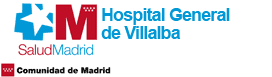 Hospital General
de Villalba
M
SaludMadrid
Comunidad de Madrid